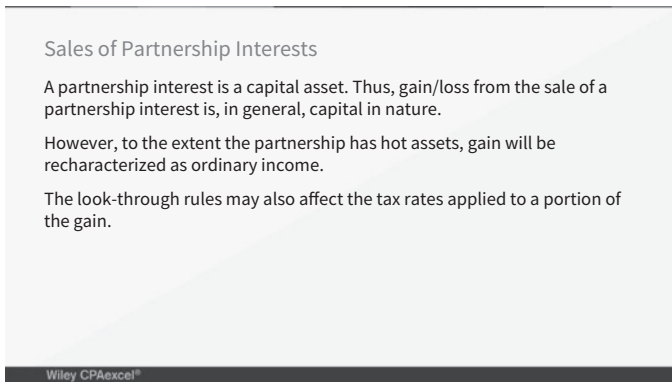 Sales of Partnership Interests
A partnership interest is a capital asset. Thus, gain/loss from the sale of a
partnership interest is, in general, capital in nature.
However, to the extent the partnership has hot assets, gain will be
recharacterized as ordinary income.
The look-through rules may also affect the tax rates applied to a portion of
the gain.
Wiley CPAexcel®